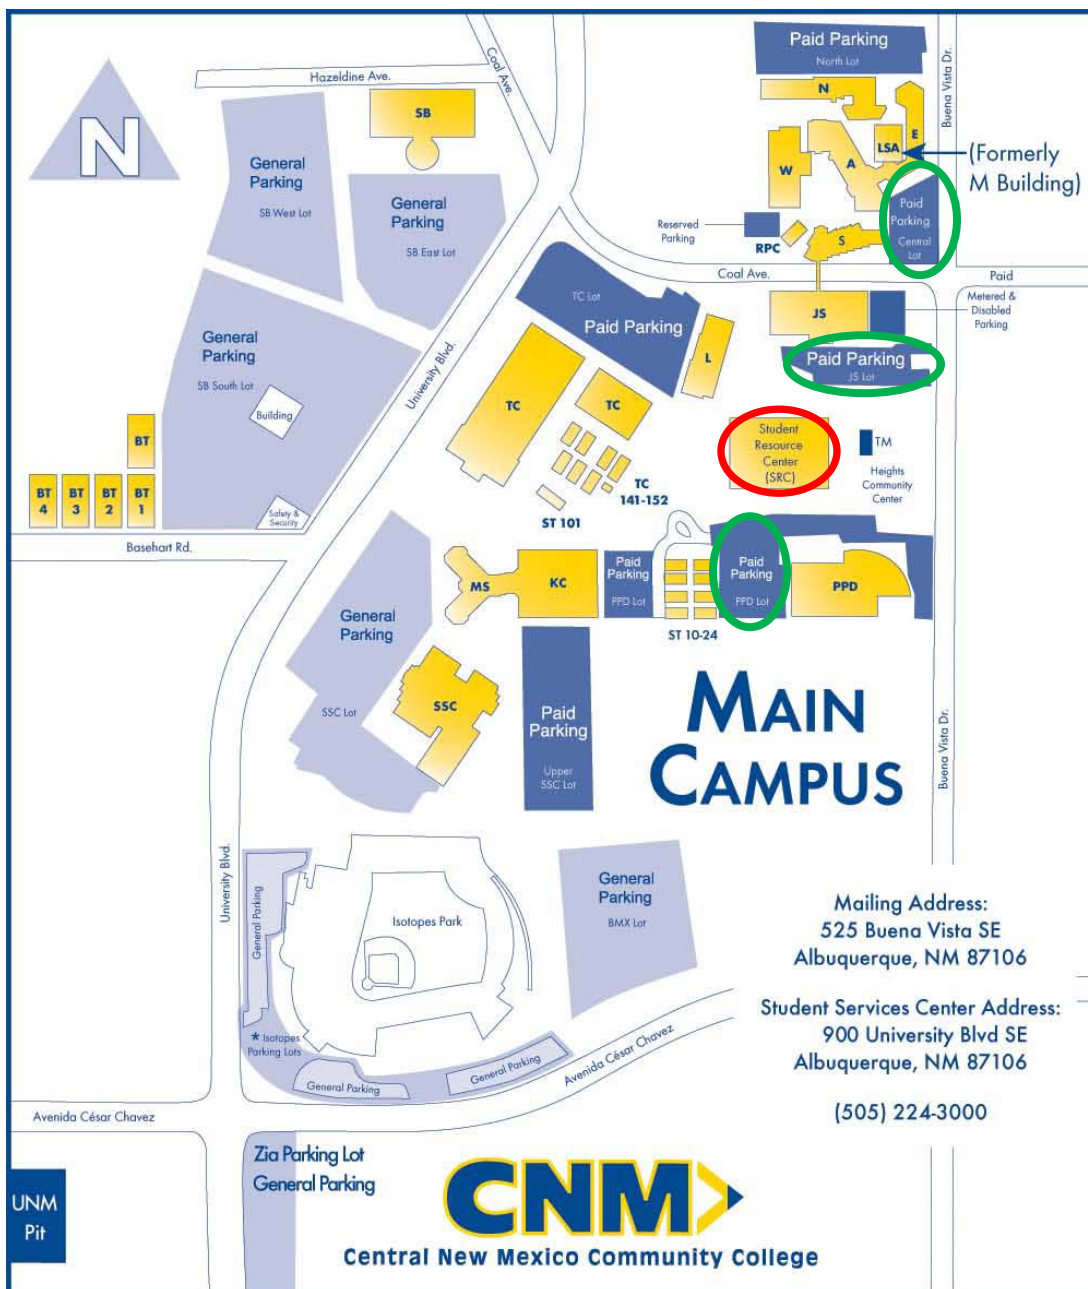 Paid Parking
North Lot
Buena Vista Dr.
Coal Ave.
Hazeldine Ave.
N
SB
N
E
LSA
A
W
(Formerly
M Building)
General
Parking
SB West Lot
General
Parking
SB East Lot
Paid
Parking
Central
Lot
Reserved
Parking
RPC
S
Coal Ave.
Paid
Metered &
Disabled
Parking
TC Lot
Paid Parking
JS
L
Paid Parking
JS Lot
General
Parking
SB South Lot
Building
University Blvd.
TC
TC
Student
Resource
Center
(SRC)
TM
Heights
Community
Center
BT
BT
4
BT
3
BT
2
BT
1
TC
141-152
ST 101
Safety &
Security
Basehart Rd.
MS
KC
Paid
Parking
PPD Lot
Paid
Parking
PPD Lot
PPD
ST 10-24
General
Parking
SSC Lot
SSC
Paid
Parking
Upper
SSC Lot
MAIN
CAMPUS
Buena Vista Dr.
University Blvd.
General Parking
Isotopes Park
General
Parking
BMX Lot
Mailing Address:
525 Buena Vista SE
Albuquerque, NM 87106
Student Services Center Address:
900 University Blvd SE
Albuquerque, NM 87106
(505) 224-3000
★ Isotopes
Parking Lots
General Parking
General Parking
Avenida César Chavez
Avenida César Chavez
Zia Parking Lot
General Parking
UNM
Pit
CNM
Central New Mexico Community College